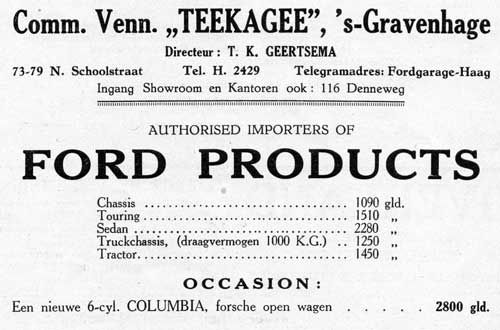 Comm. Venn. „TEEKAGEE”, 's-Gravenhage
Directeur: T. K. GEERTSEMA
73-79 N. Schoolstraat Tel. H. 2429 Telegramadres: Fordgarage-Haag
Ingang Showroom en Kantoren ook: 116 Denneweg
AUTHORISED IMPORTERS OF
FORD PRODUCTS
Chassis ................................ 1090 gld.
Touring ................................ 1510 „
Sedan ................................ 2280 „
Truckchassis, (draagvermogen 1000 K.G.) .. 1250 „
Tractor ................................ 1450 „
OCCASION:
Een nieuwe 6-cyl. COLUMBIA, forsche open wagen . . . . . 2800 gld.